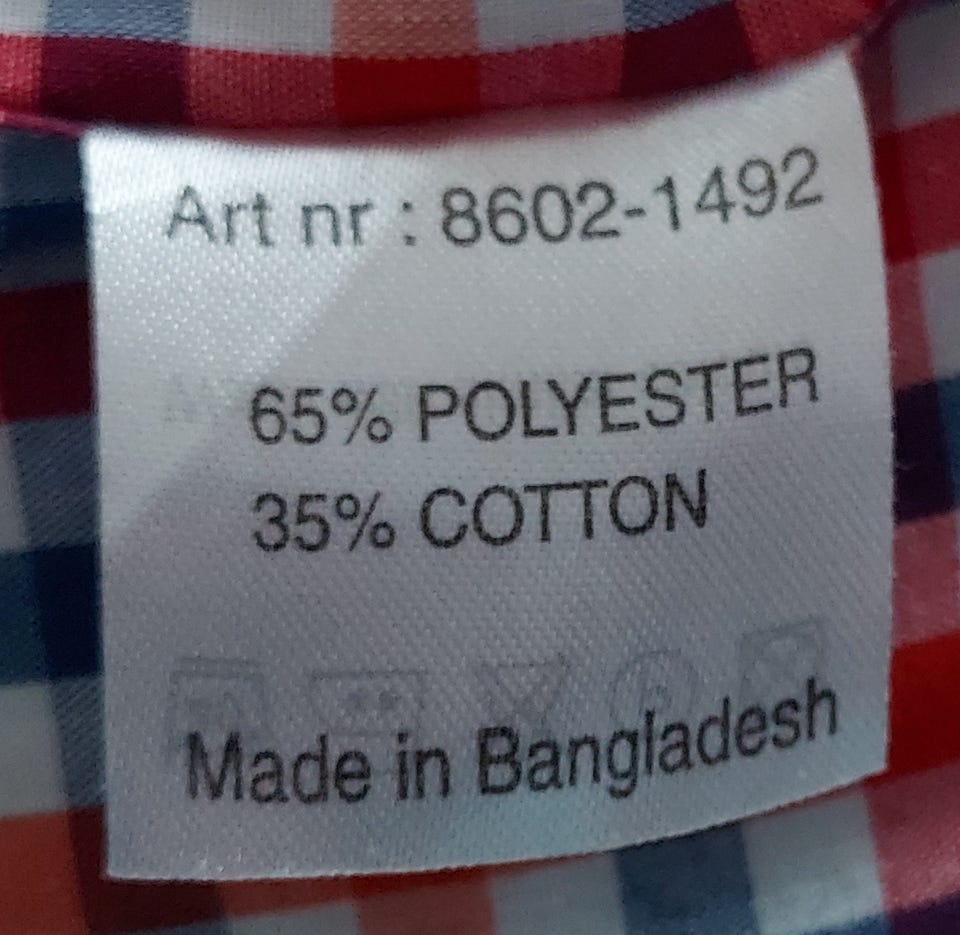 Art nr : 8602-1492
65% POLYESTER
35% COTTON
Made in Bangladesh